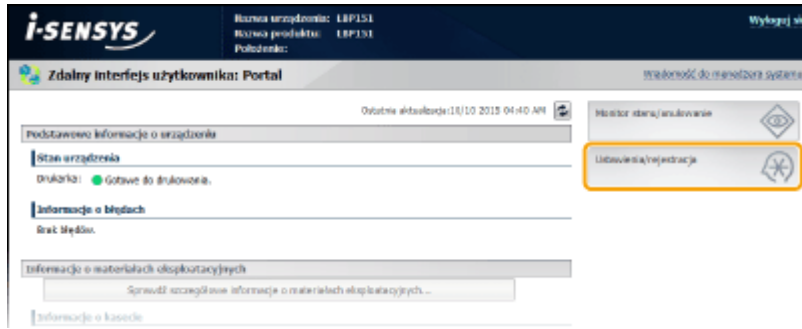 i-SENSYS
Nazwa urządzenia: LBP151
Nazwa produktu: LBP151
Położenie:
Wyloguj się
Zdalny interfejs użytkownika: Portal
Wiadomość do menedżera systemu
Ostatnia aktualizacja:10/10 2015 04:40 AM
Podstawowe informacje o urządzeniu
Stan urządzenia
Drukarka: Gotowe do drukowania.
Informacje o błędach
Brak błędów.
Informacje o materiałach eksploatacyjnych
Sprawdź szczegółowe informacje o materiałach eksploatacyjnych...
Informacje o kasecie
Monitor stanu/anulowanie
Ustawienia/rejestracja